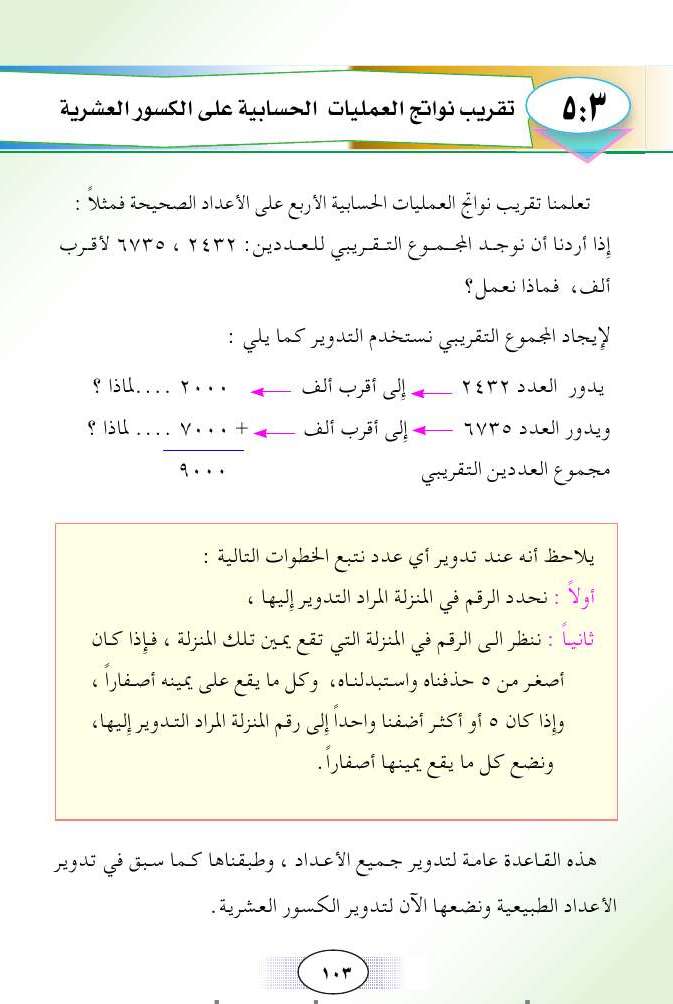 ٥:٣ تقريب نواتج العمليات الحسابية على الكسور العشرية
تعلمنا تقريب نواتج العمليات الحسابية الأربع على الأعداد الصحيحة فمثلاً :
إذا أردنا أن نوجد المجموع التقريبي للعددين: ٢٤٣٢ ، ٦٧٣٥ لأقرب
ألف، فماذا نعمل؟
لإيجاد المجموع التقريبي نستخدم التدوير كما يلي :
يدور العدد ٢٤٣٢ ← إلى أقرب ألف ← ٢٠٠٠ ....لماذا ؟
ويدور العدد ٦٧٣٥ ← إلى أقرب ألف ← + ٧٠٠٠ .... لماذا ؟
مجموع العددين التقريبي ٩٠٠٠
يلاحظ أنه عند تدوير أي عدد نتبع الخطوات التالية :
أولاً : نحدد الرقم في المنزلة المراد التدوير إليها ،
ثانياً : ننظر الى الرقم في المنزلة التي تقع يمين تلك المنزلة ، فإذا كان
أصغر من ٥ حذفناه واستبدلناه، وكل ما يقع على يمينه أصفاراً ،
وإذا كان ٥ أو أكثر أضفنا واحداً إلى رقم المنزلة المراد التدوير إليها،
ونضع كل ما يقع يمينها أصفاراً.
هذه القاعدة عامة لتدوير جميع الأعداد ، وطبقناها كما سبق في تدوير
الأعداد الطبيعية ونضعها الآن لتدوير الكسور العشرية.
١٠٣